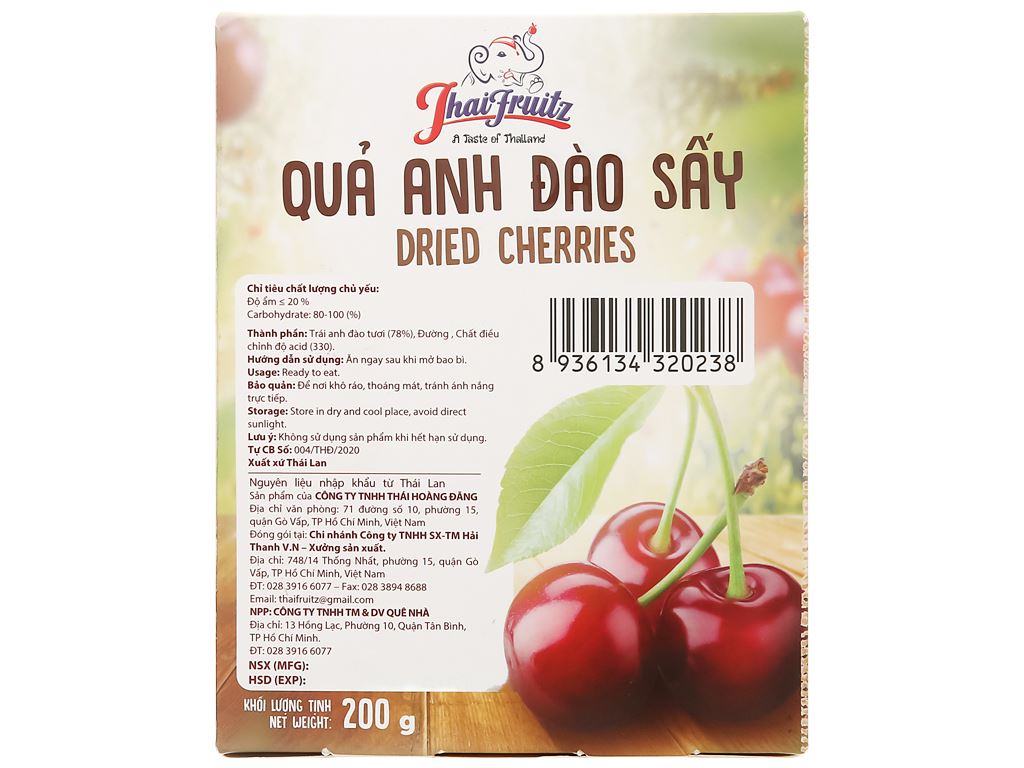 ThaiFruitz
A Taste of Thailand
QUẢ ANH ĐÀO SẤY
DRIED CHERRIES
Chỉ tiêu chất lượng chủ yếu:
Độ ẩm ≤ 20 %
Carbohydrate: 80-100 (%)
Thành phần: Trái anh đào tươi (78%), Đường , Chất điều
chỉnh độ acid (330).
Hướng dẫn sử dụng: Ăn ngay sau khi mở bao bì.
Usage: Ready to eat.
Bảo quản: Để nơi khô ráo, thoáng mát, tránh ánh nắng
trực tiếp.
Storage: Store in dry and cool place, avoid direct
sunlight.
Lưu ý: Không sử dụng sản phẩm khi hết hạn sử dụng.
Tự CB Số: 004/THĐ/2020
Xuất xứ Thái Lan
Nguyên liệu nhập khẩu từ Thái Lan
Sản phẩm của CÔNG TY TNHH THÁI HOÀNG ĐĂNG
Địa chỉ văn phòng: 71 đường số 10, phường 15,
quận Gò Vấp, TP Hồ Chí Minh, Việt Nam
Đóng gói tại: Chi nhánh Công ty TNHH SX-TM Hải
Thanh V.N – Xưởng sản xuất.
Địa chỉ: 748/14 Thống Nhất, phường 15, quận Gò
Vấp, TP Hồ Chí Minh, Việt Nam
ĐT: 028 3916 6077 – Fax: 028 3894 8688
Email: thaifruitz@gmail.com
NPP: CÔNG TY TNHH TM & DV QUÊ NHÀ
Địa chỉ: 13 Hồng Lạc, Phường 10, Quận Tân Bình,
TP Hồ Chí Minh.
ĐT: 028 3916 6077
NSX (MFG):
HSD (EXP):
8 936134 320238
KHỐI LƯỢNG TỊNH
NET WEIGHT: 200 g